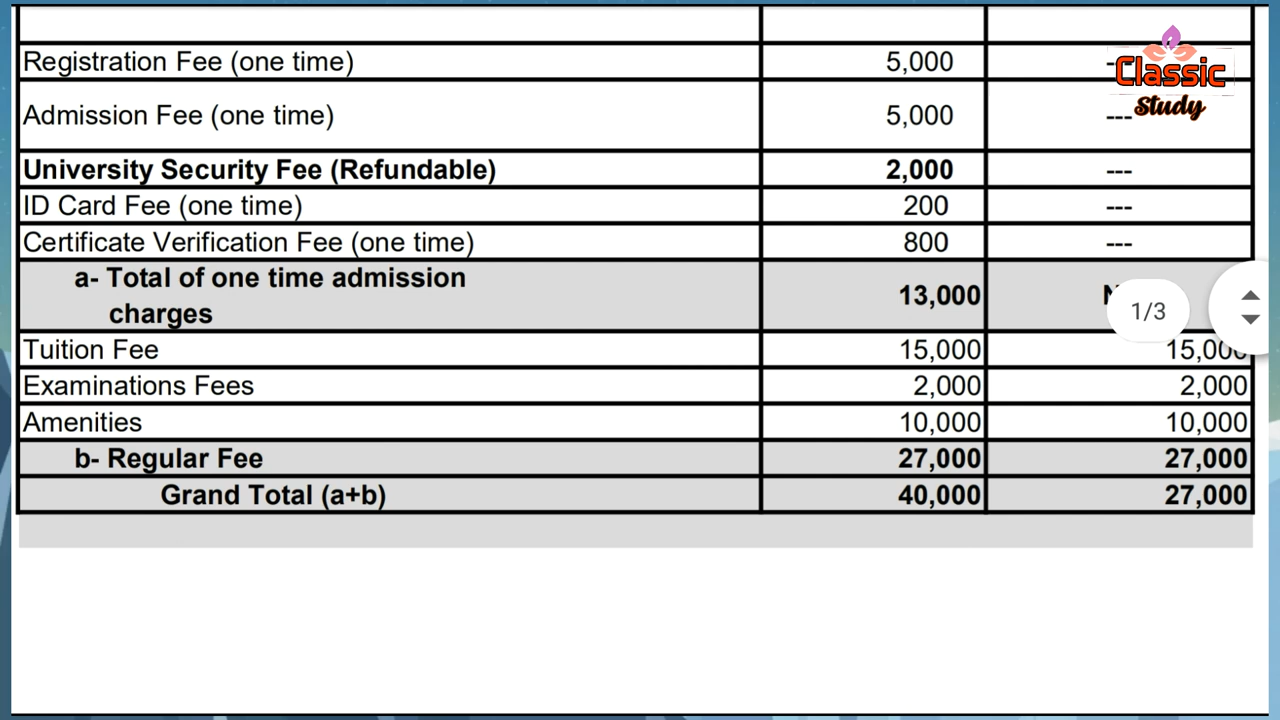 Registration Fee (one time) 5,000
Admission Fee (one time) 5,000 ---
University Security Fee (Refundable) 2,000 ---
ID Card Fee (one time) 200 ---
Certificate Verification Fee (one time) 800 ---
a- Total of one time admission
charges 13,000
Tuition Fee 15,000 15,000
Examinations Fees 2,000 2,000
Amenities 10,000 10,000
b- Regular Fee 27,000 27,000
Grand Total (a+b) 40,000 27,000
Classic
Study
1/3